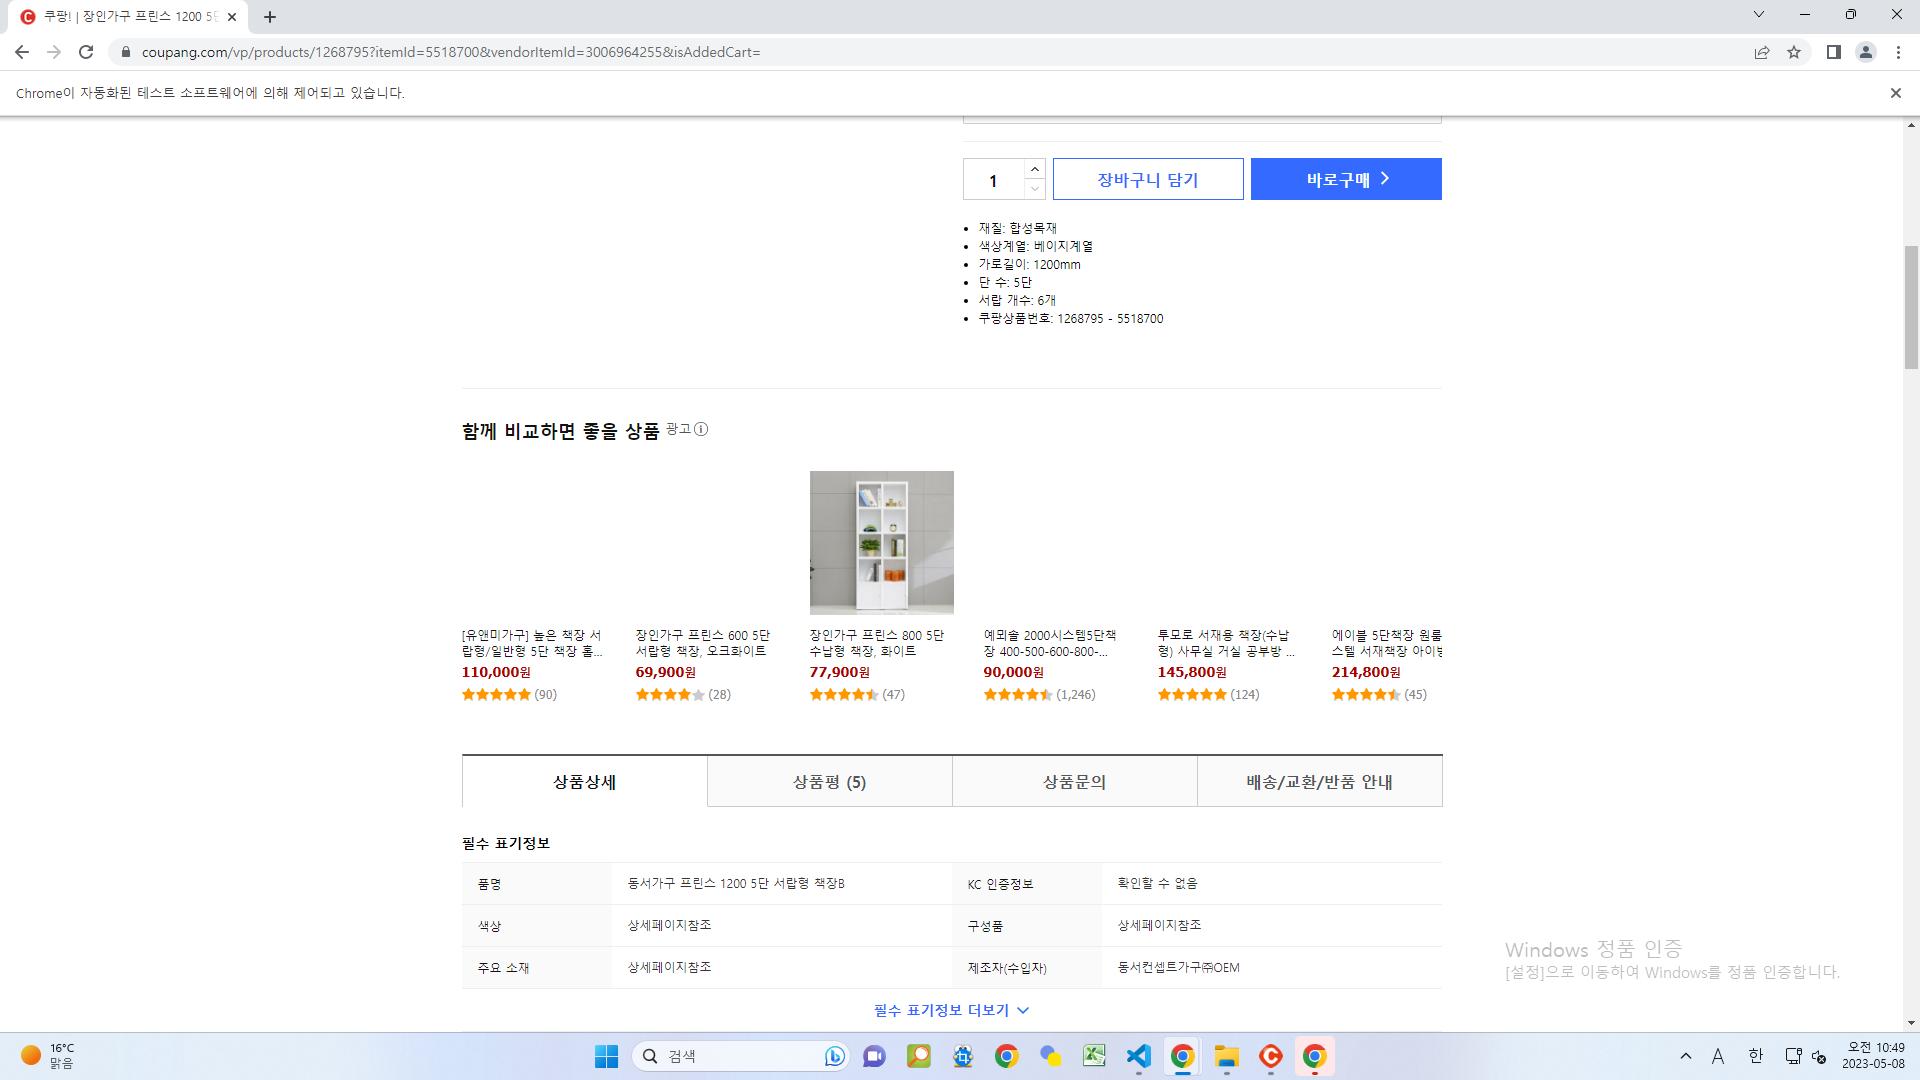 쿠팡! | 장인가구 프린스 1200 5단
coupang.com/vp/products/1268795?itemId=5518700&vendorItemId=3006964255&isAddedCart=
Chrome이 자동화된 테스트 소프트웨어에 의해 제어되고 있습니다.
1 장바구니 담기 바로구매
재질: 합성목재
색상계열: 베이지계열
가로길이: 1200mm
단 수: 5단
서랍 개수: 6개
쿠팡상품번호: 1268795 - 5518700
함께 비교하면 좋을 상품 광고
[유앤미가구] 높은 책장 서
랍형/일반형 5단 책장 홈...
110,000원
(90)
장인가구 프린스 600 5단
서랍형 책장, 오크화이트
69,900원
(28)
장인가구 프린스 800 5단
수납형 책장, 화이트
77,900원
(47)
예뫼솔 2000시스템5단책
장 400-500-600-800-...
90,000원
(1,246)
투모로 서재용 책장(수납
형) 사무실 거실 공부방 ...
145,800원
(124)
에이블 5단책장 원룸
스텔 서재책장 아이방
214,800원
(45)
상품상세 상품평 (5) 상품문의 배송/교환/반품 안내
필수 표기정보
품명 동서가구 프린스 1200 5단 서랍형 책장B KC 인증정보 확인할 수 없음
색상 상세페이지참조 구성품 상세페이지참조
주요 소재 상세페이지참조 제조자(수입자) 동서컨셉트가구㈜OEM
필수 표기정보 더보기
Windows 정품 인증
[설정]으로 이동하여 Windows를 정품 인증합니다.
16°C
맑음
검색
A 한
오전 10:49
2023-05-08